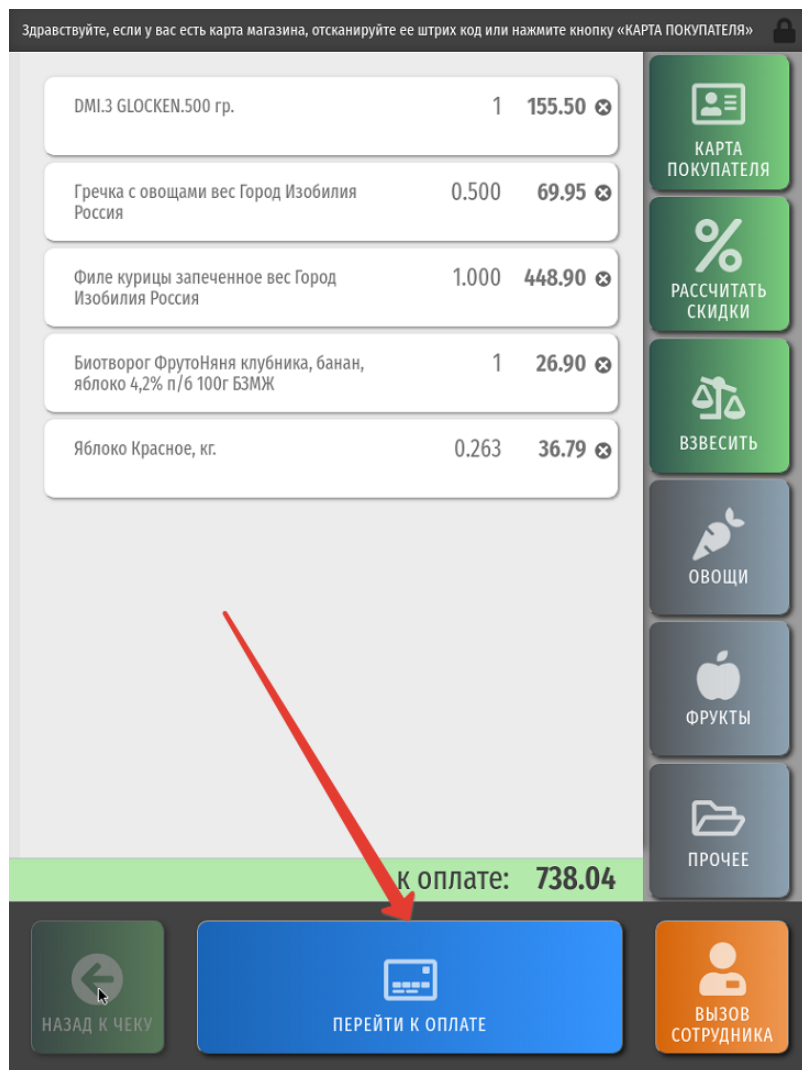 Здравствуйте, если у вас есть карта магазина, отсканируйте ее штрих код или нажмите кнопку «КАРТА ПОКУПАТЕЛЯ»
DMI.3 GLOCKEN.500 гр. 1 155.50
Гречка с овощами вес Город Изобилия 0.500 69.95
Россия
Филе курицы запеченное вес Город 1.000 448.90
Изобилия Россия
Биотворог ФрутоНяня клубника, банан, 1 26.90
яблоко 4,2% п/б 100г БЗМЖ
Яблоко Красное, кг. 0.263 36.79
КАРТА
ПОКУПАТЕЛЯ
РАССЧИТАТЬ
СКИДКИ
ВЗВЕСИТЬ
ОВОЩИ
ФРУКТЫ
ПРОЧЕЕ
к оплате: 738.04
НАЗАД К ЧЕКУ
ПЕРЕЙТИ К ОПЛАТЕ
ВЫЗОВ
СОТРУДНИКА